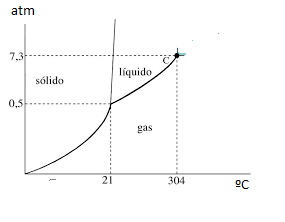 atm
7,3
C
sólido
líquido
0,5
gas
21
304
ºC